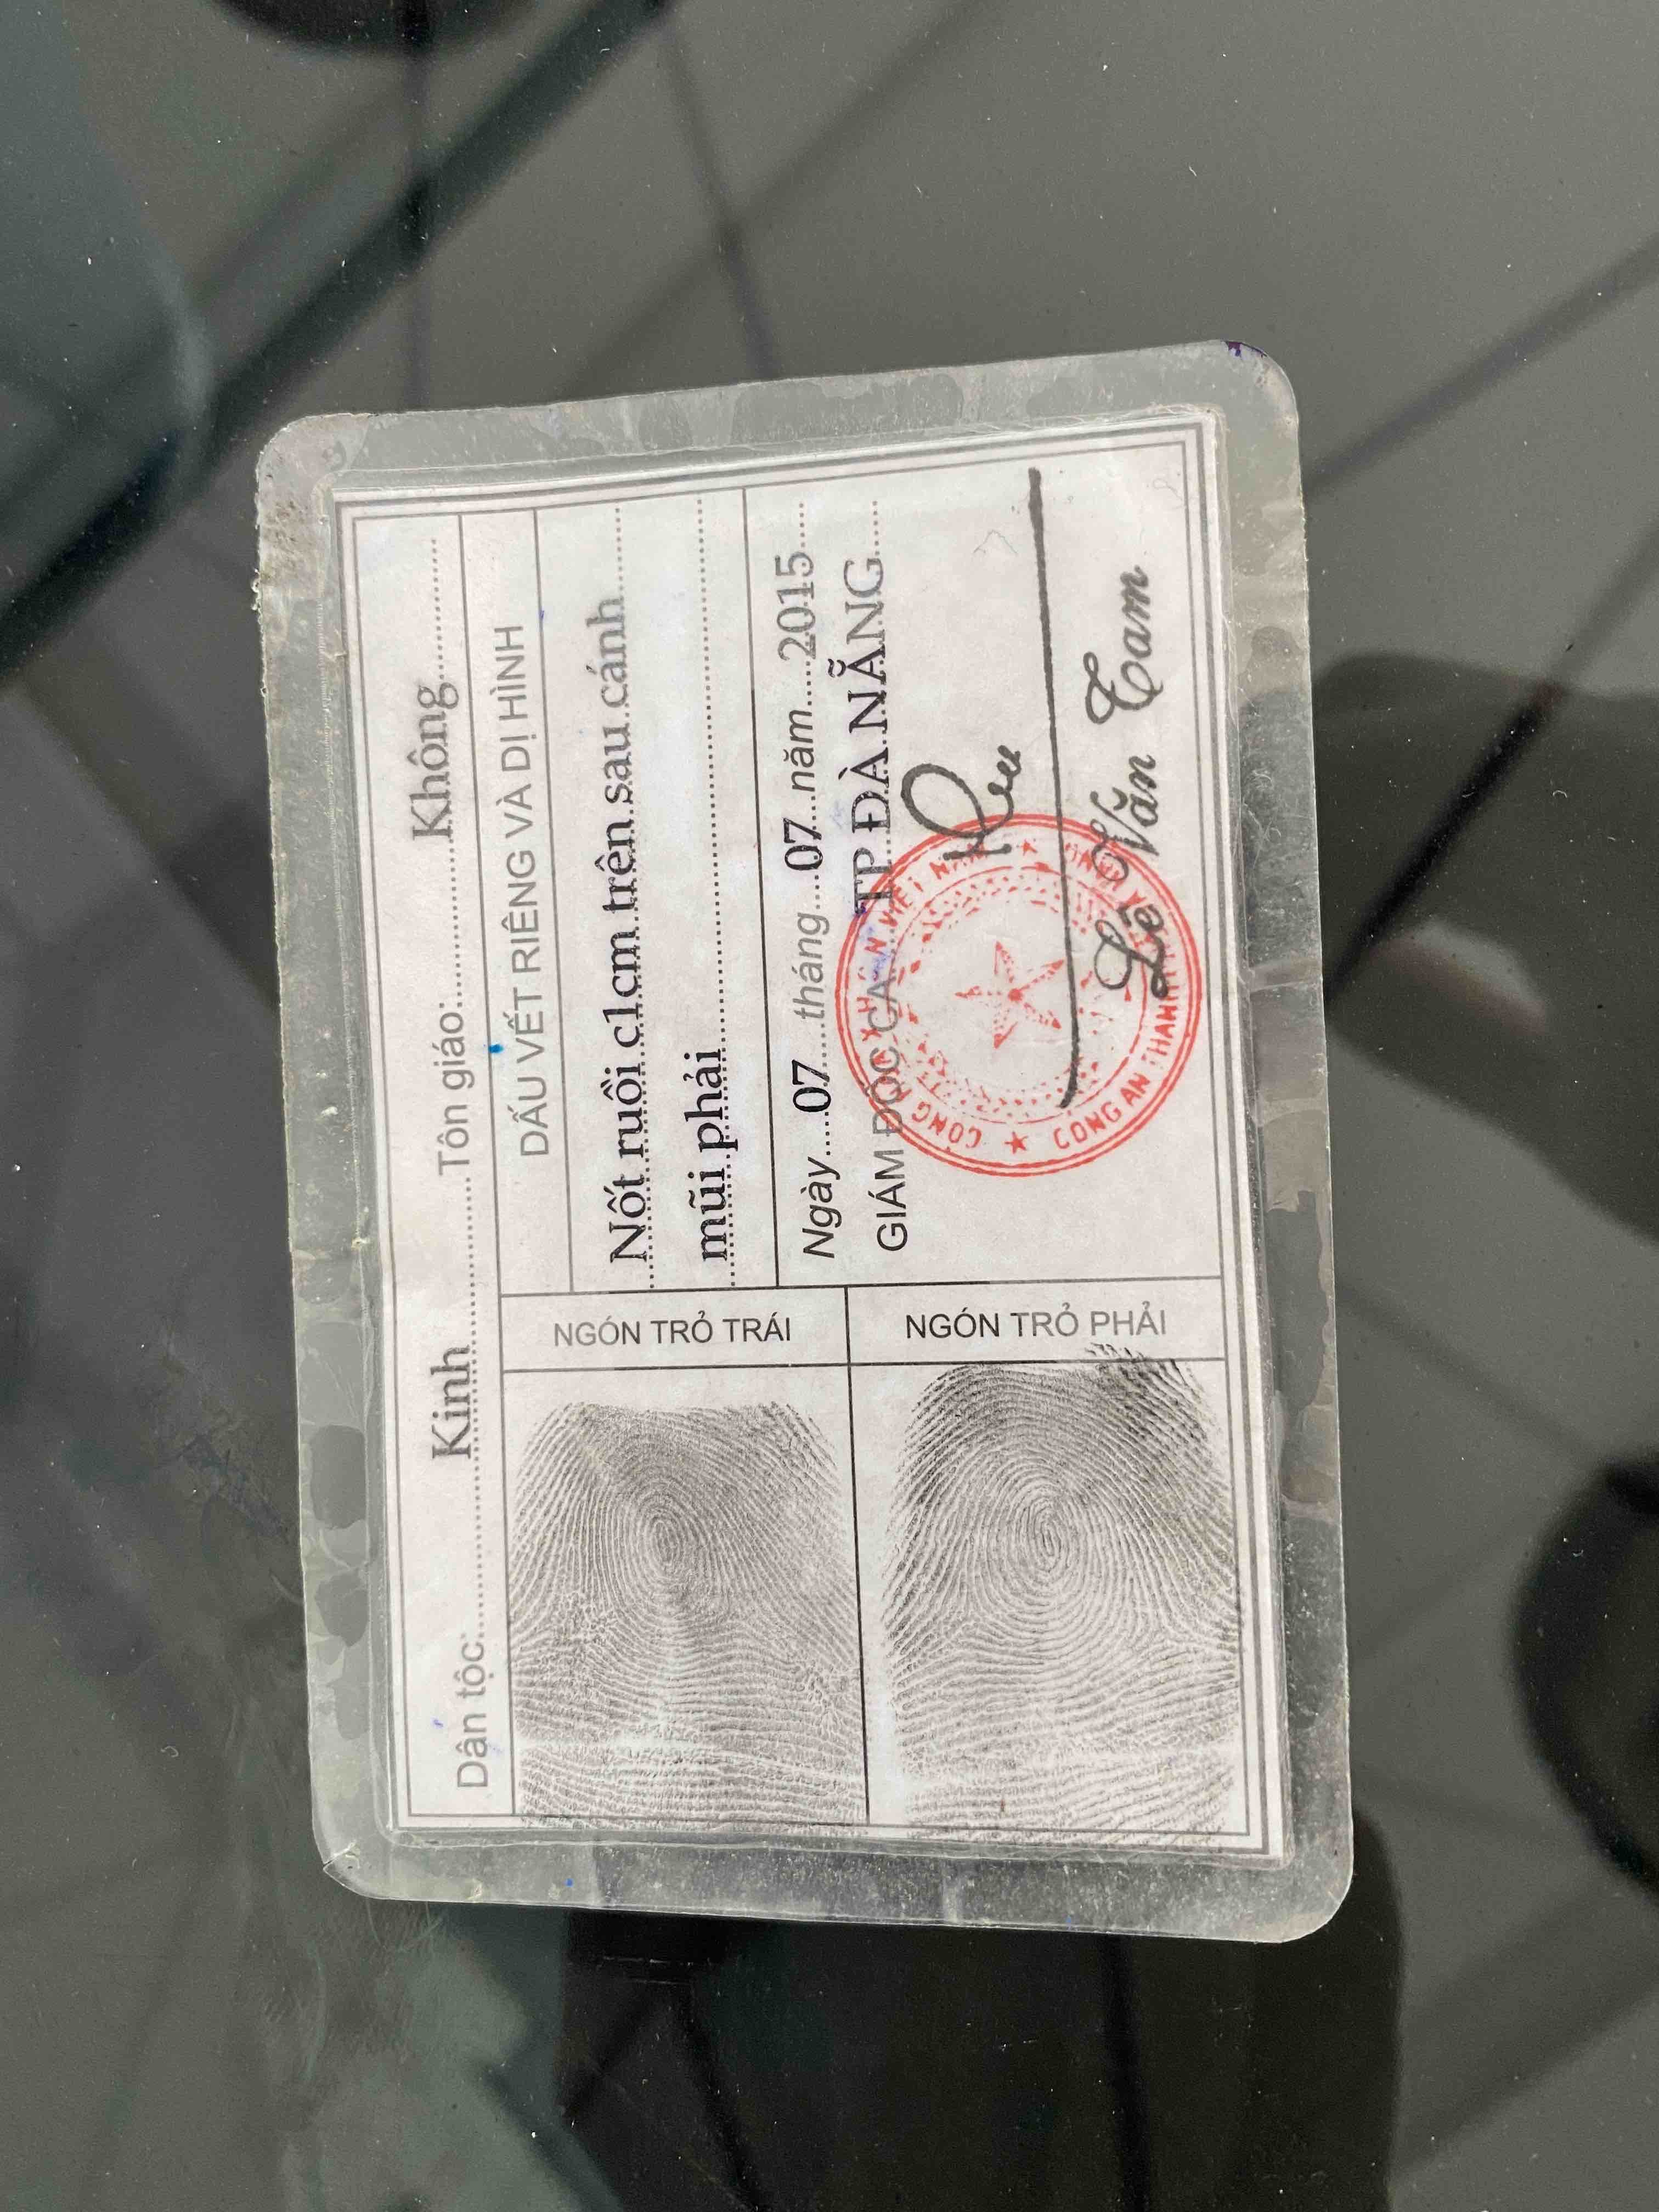 Dân tộc:..........Kinh..........Tôn giáo:..........Không..........
DẤU VẾT RIÊNG VÀ DỊ HÌNH
Nốt ruồi c1cm trên sau cánh
mũi phải
Ngày....07....tháng....07...năm....2015....
GIÁM ĐỐC CA TP ĐÀ NẴNG
CÔNG AN THÀNH
Lê Văn Tam
NGÓN TRỎ TRÁI
NGÓN TRỎ PHẢI